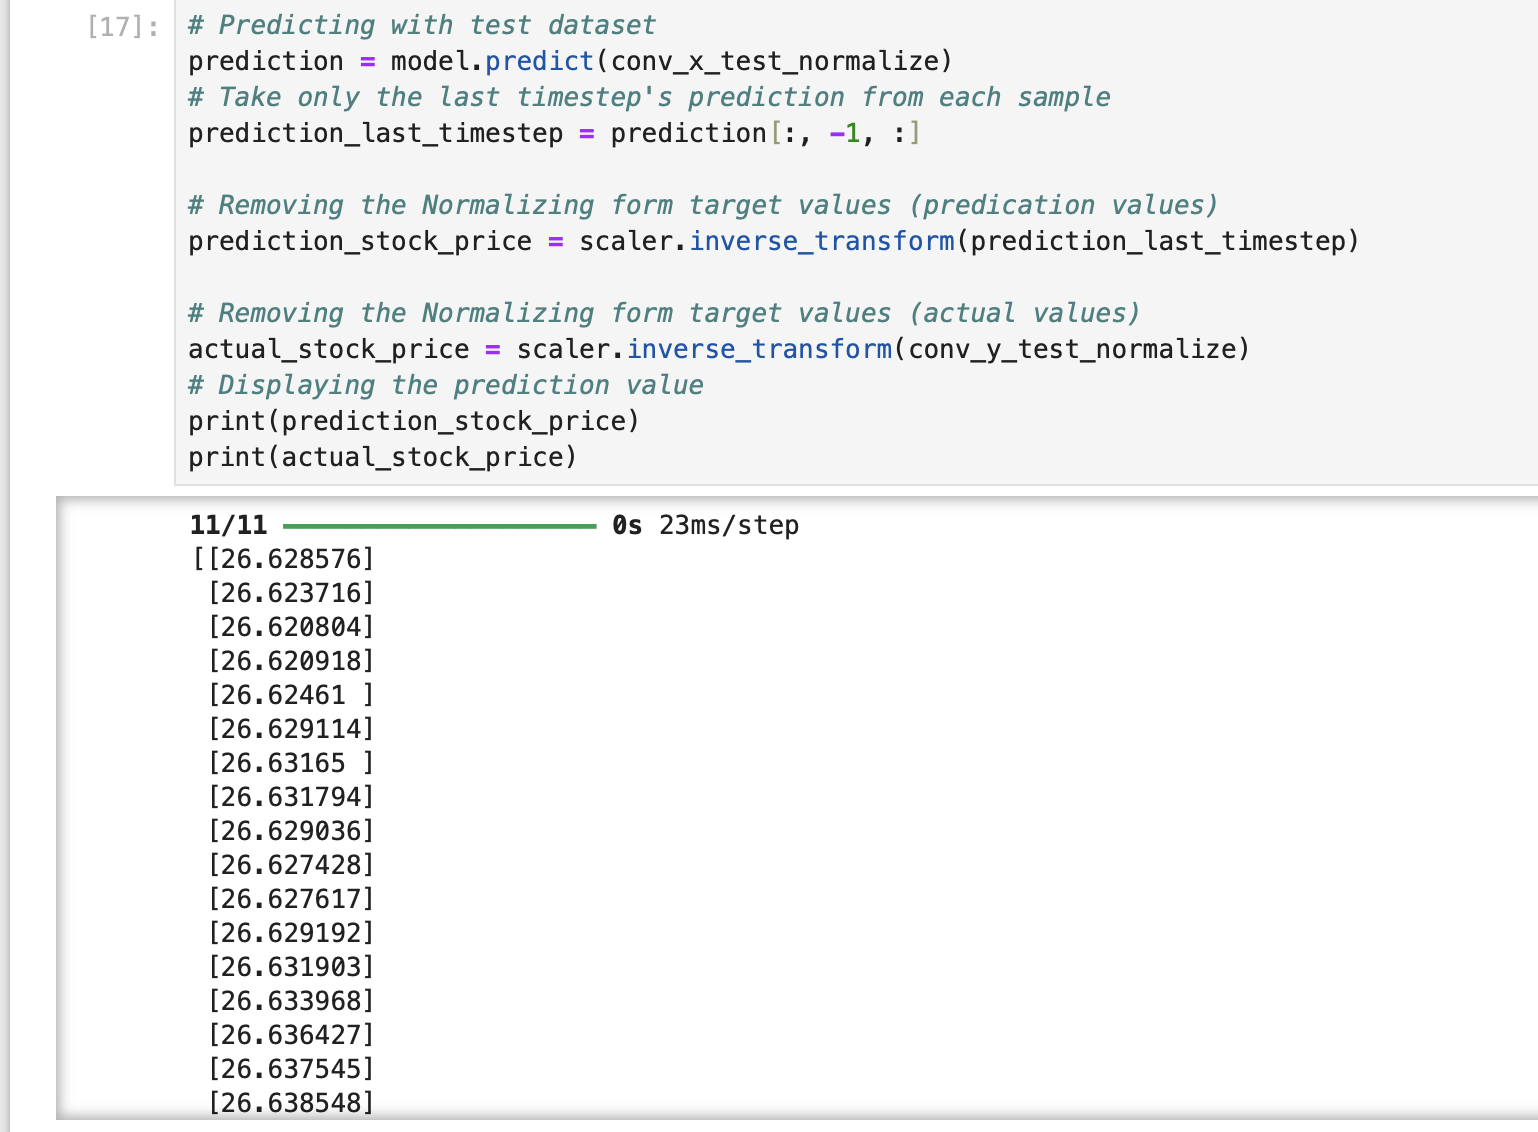 [17]:
# Predicting with test dataset
prediction = model.predict(conv_x_test_normalize)
# Take only the last timestep's prediction from each sample
prediction_last_timestep = prediction[:, -1, :]
# Removing the Normalizing form target values (predication values)
prediction_stock_price = scaler.inverse_transform(prediction_last_timestep)
# Removing the Normalizing form target values (actual values)
actual_stock_price = scaler.inverse_transform(conv_y_test_normalize)
# Displaying the prediction value
print(prediction_stock_price)
print(actual_stock_price)
11/11 0s 23ms/step
[[26.628576]
[26.623716]
[26.620804]
[26.620918]
[26.62461 ]
[26.629114]
[26.63165 ]
[26.631794]
[26.629036]
[26.627428]
[26.627617]
[26.629192]
[26.631903]
[26.633968]
[26.636427]
[26.637545]
[26.638548]